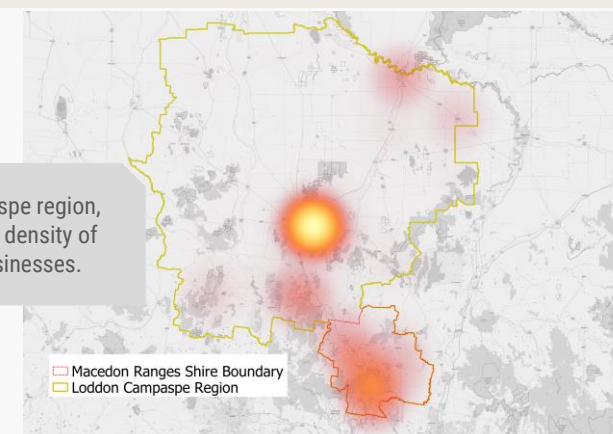 spe region,
density of
sinesses.
Macedon Ranges Shire Boundary
Loddon Campaspe Region